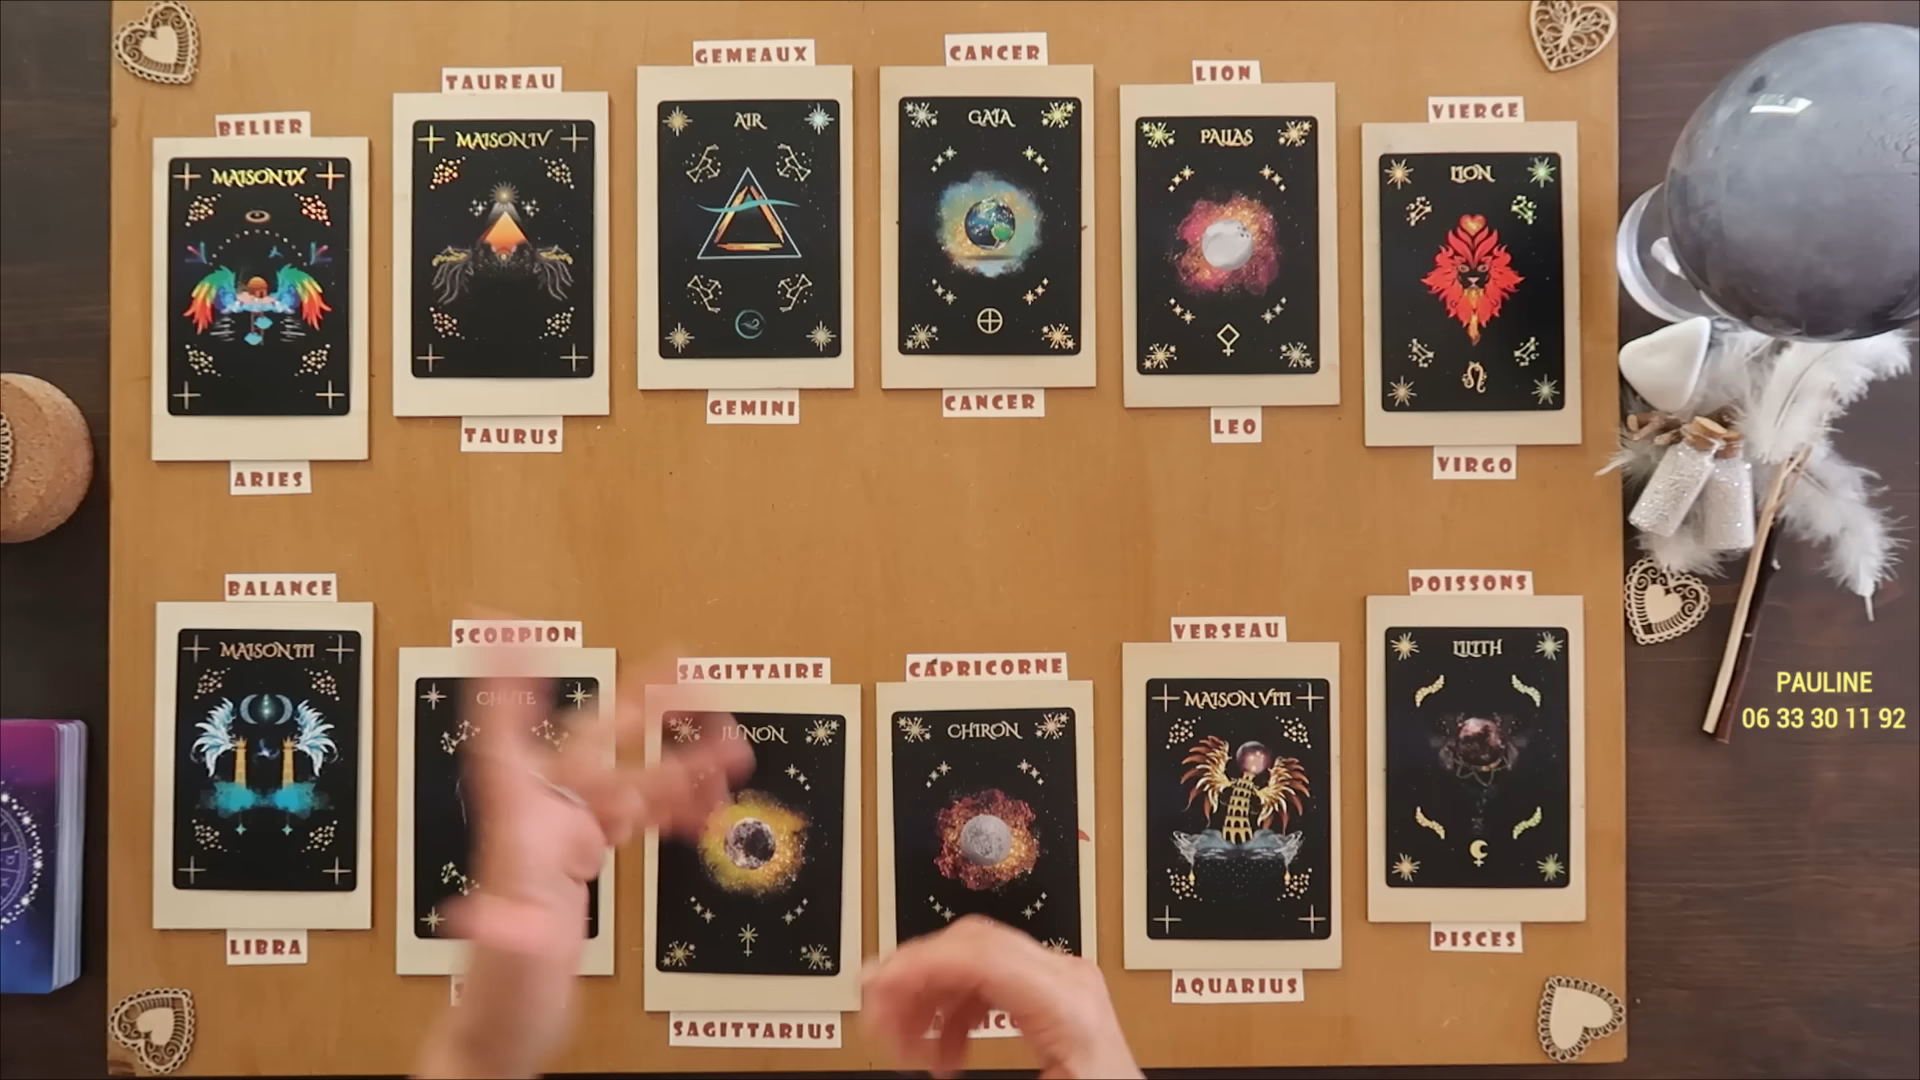 BELIER
MAISON IX
ARIES
TAUREAU
MAISON IV
TAURUS
GEMEAUX
AIR
GEMINI
CANCER
GAIA
CANCER
LION
PALLAS
LEO
VIERGE
LION
VIRGO
BALANCE
MAISON III
LIBRA
SCORPION
CHUTE
SAGITTAIRE
JUNON
SAGITTARIUS
CAPRICORNE
CHIRON
VERSEAU
MAISON VIII
AQUARIUS
POISSONS
LILITH
PISCES
PAULINE
06 33 30 11 92